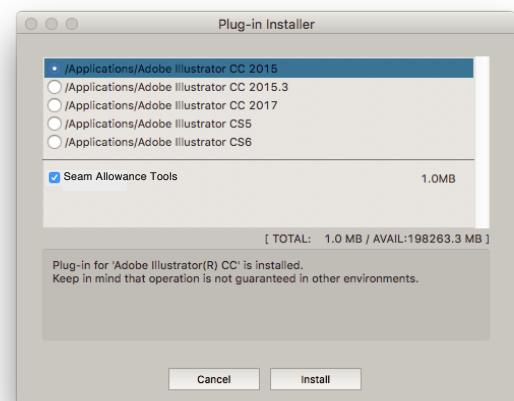 Plug-in Installer
/Applications/Adobe Illustrator CC 2015
/Applications/Adobe Illustrator CC 2015.3
/Applications/Adobe Illustrator CC 2017
/Applications/Adobe Illustrator CS5
/Applications/Adobe Illustrator CS6
Seam Allowance Tools 1.0MB
[ TOTAL: 1.0 MB / AVAIL:198263.3 MB ]
Plug-in for 'Adobe Illustrator(R) CC' is installed.
Keep in mind that operation is not guaranteed in other environments.
Cancel Install